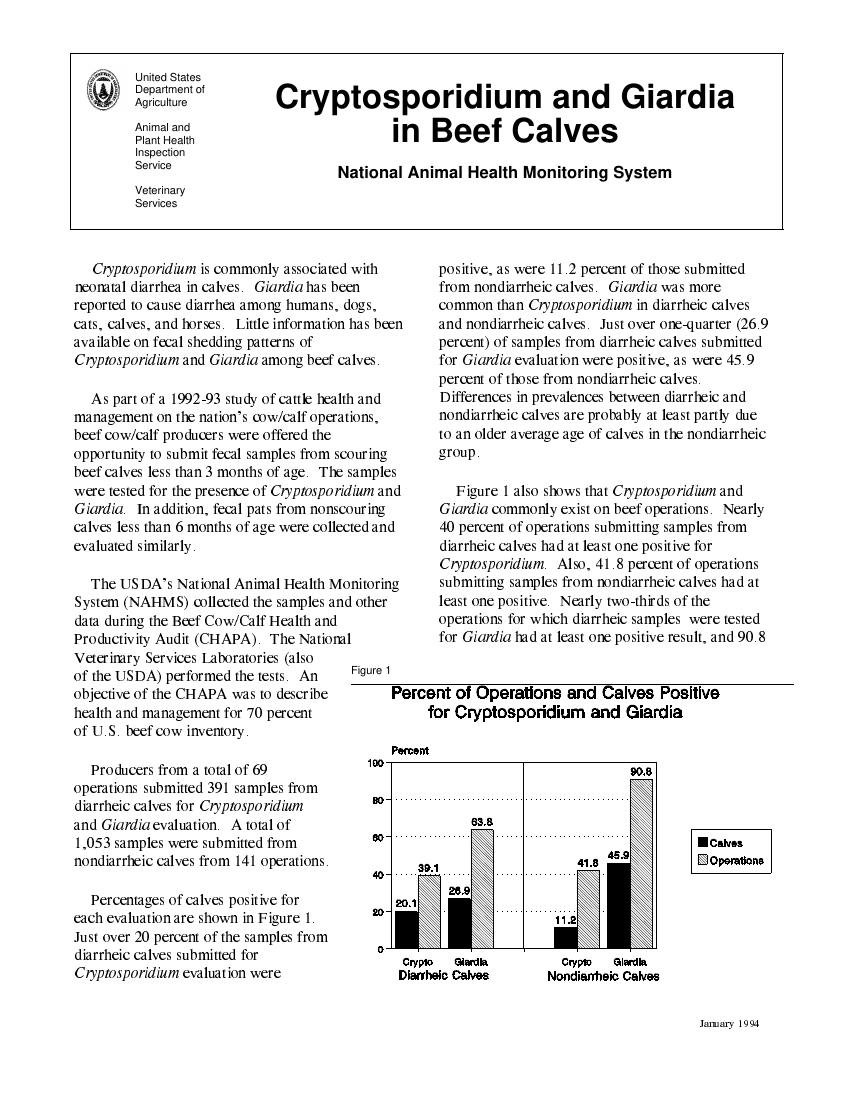 United States
Department of
Agriculture
Animal and
Plant Health
Inspection
Service
Veterinary
Services
Cryptosporidium and Giardia
in Beef Calves
National Animal Health Monitoring System
Cryptosporidium is commonly associated with
neonatal diarrhea in calves. Giardia has been
reported to cause diarrhea among humans, dogs,
cats, calves, and horses. Little information has been
available on fecal shedding patterns of
Cryptosporidium and Giardia among beef calves.
As part of a 1992-93 study of cattle health and
management on the nation's cow/calf operations,
beef cow/calf producers were offered the
opportunity to submit fecal samples from scouring
beef calves less than 3 months of age. The samples
were tested for the presence of Cryptosporidium and
Giardia. In addition, fecal pats from nonscouring
calves less than 6 months of age were collected and
evaluated similarly.
The USDA's National Animal Health Monitoring
System (NAHMS) collected the samples and other
data during the Beef Cow/Calf Health and
Productivity Audit (CHAPA). The National
Veterinary Services Laboratories (also
of the USDA) performed the tests. An
objective of the CHAPA was to describe
health and management for 70 percent
of U.S. beef cow inventory.
Producers from a total of 69
operations submitted 391 samples from
diarrheic calves for Cryptosporidium
and Giardia evaluation. A total of
1,053 samples were submitted from
nondiarrheic calves from 141 operations.
Percentages of calves positive for
each evaluation are shown in Figure 1.
Just over 20 percent of the samples from
diarrheic calves submitted for
Cryptosporidium evaluation were
positive, as were 11.2 percent of those submitted
from nondiarrheic calves. Giardia was more
common than Cryptosporidium in diarrheic calves
and nondiarrheic calves. Just over one-quarter (26.9
percent) of samples from diarrheic calves submitted
for Giardia evaluation were positive, as were 45.9
percent of those from nondiarrheic calves.
Differences in prevalences between diarrheic and
nondiarrheic calves are probably at least partly due
to an older average age of calves in the nondiarrheic
group.
Figure 1 also shows that Cryptosporidium and
Giardia commonly exist on beef operations. Nearly
40 percent of operations submitting samples from
diarrheic calves had at least one positive for
Cryptosporidium. Also, 41.8 percent of operations
submitting samples from nondiarrheic calves had at
least one positive. Nearly two-thirds of the
operations for which diarrheic samples were tested
for Giardia had at least one positive result, and 90.8
Figure 1
Percent of Operations and Calves Positive
for Cryptosporidium and Giardia
Percent
100
80
60
40
20
0
20.1
39.1
26.9
63.8
11.2
41.8
45.9
90.8
Crypto
Giardia
Crypto
Giardia
Diarrheic Calves
Nondiarrheic Calves
Calves
Operations
January 1994